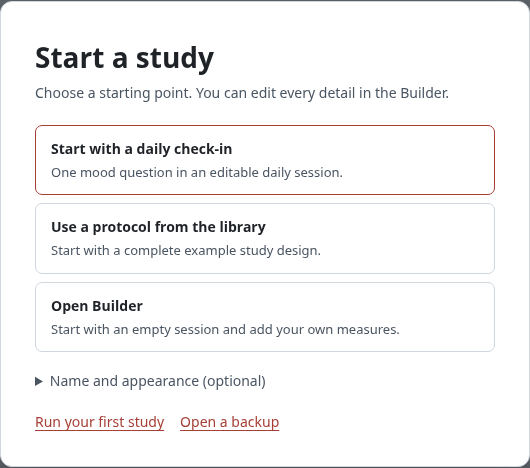 Start a study
Choose a starting point. You can edit every detail in the Builder.
Start with a daily check-in
One mood question in an editable daily session.
Use a protocol from the library
Start with a complete example study design.
Open Builder
Start with an empty session and add your own measures.
Name and appearance (optional)
Run your first study Open a backup